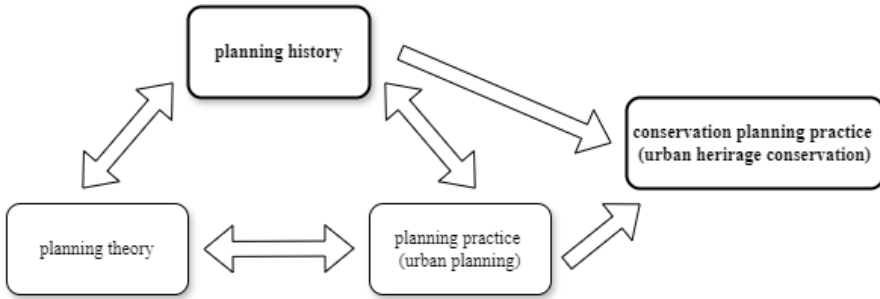 planning history
conservation planning practice
(urban herirage conservation)
planning theory
planning practice
(urban planning)